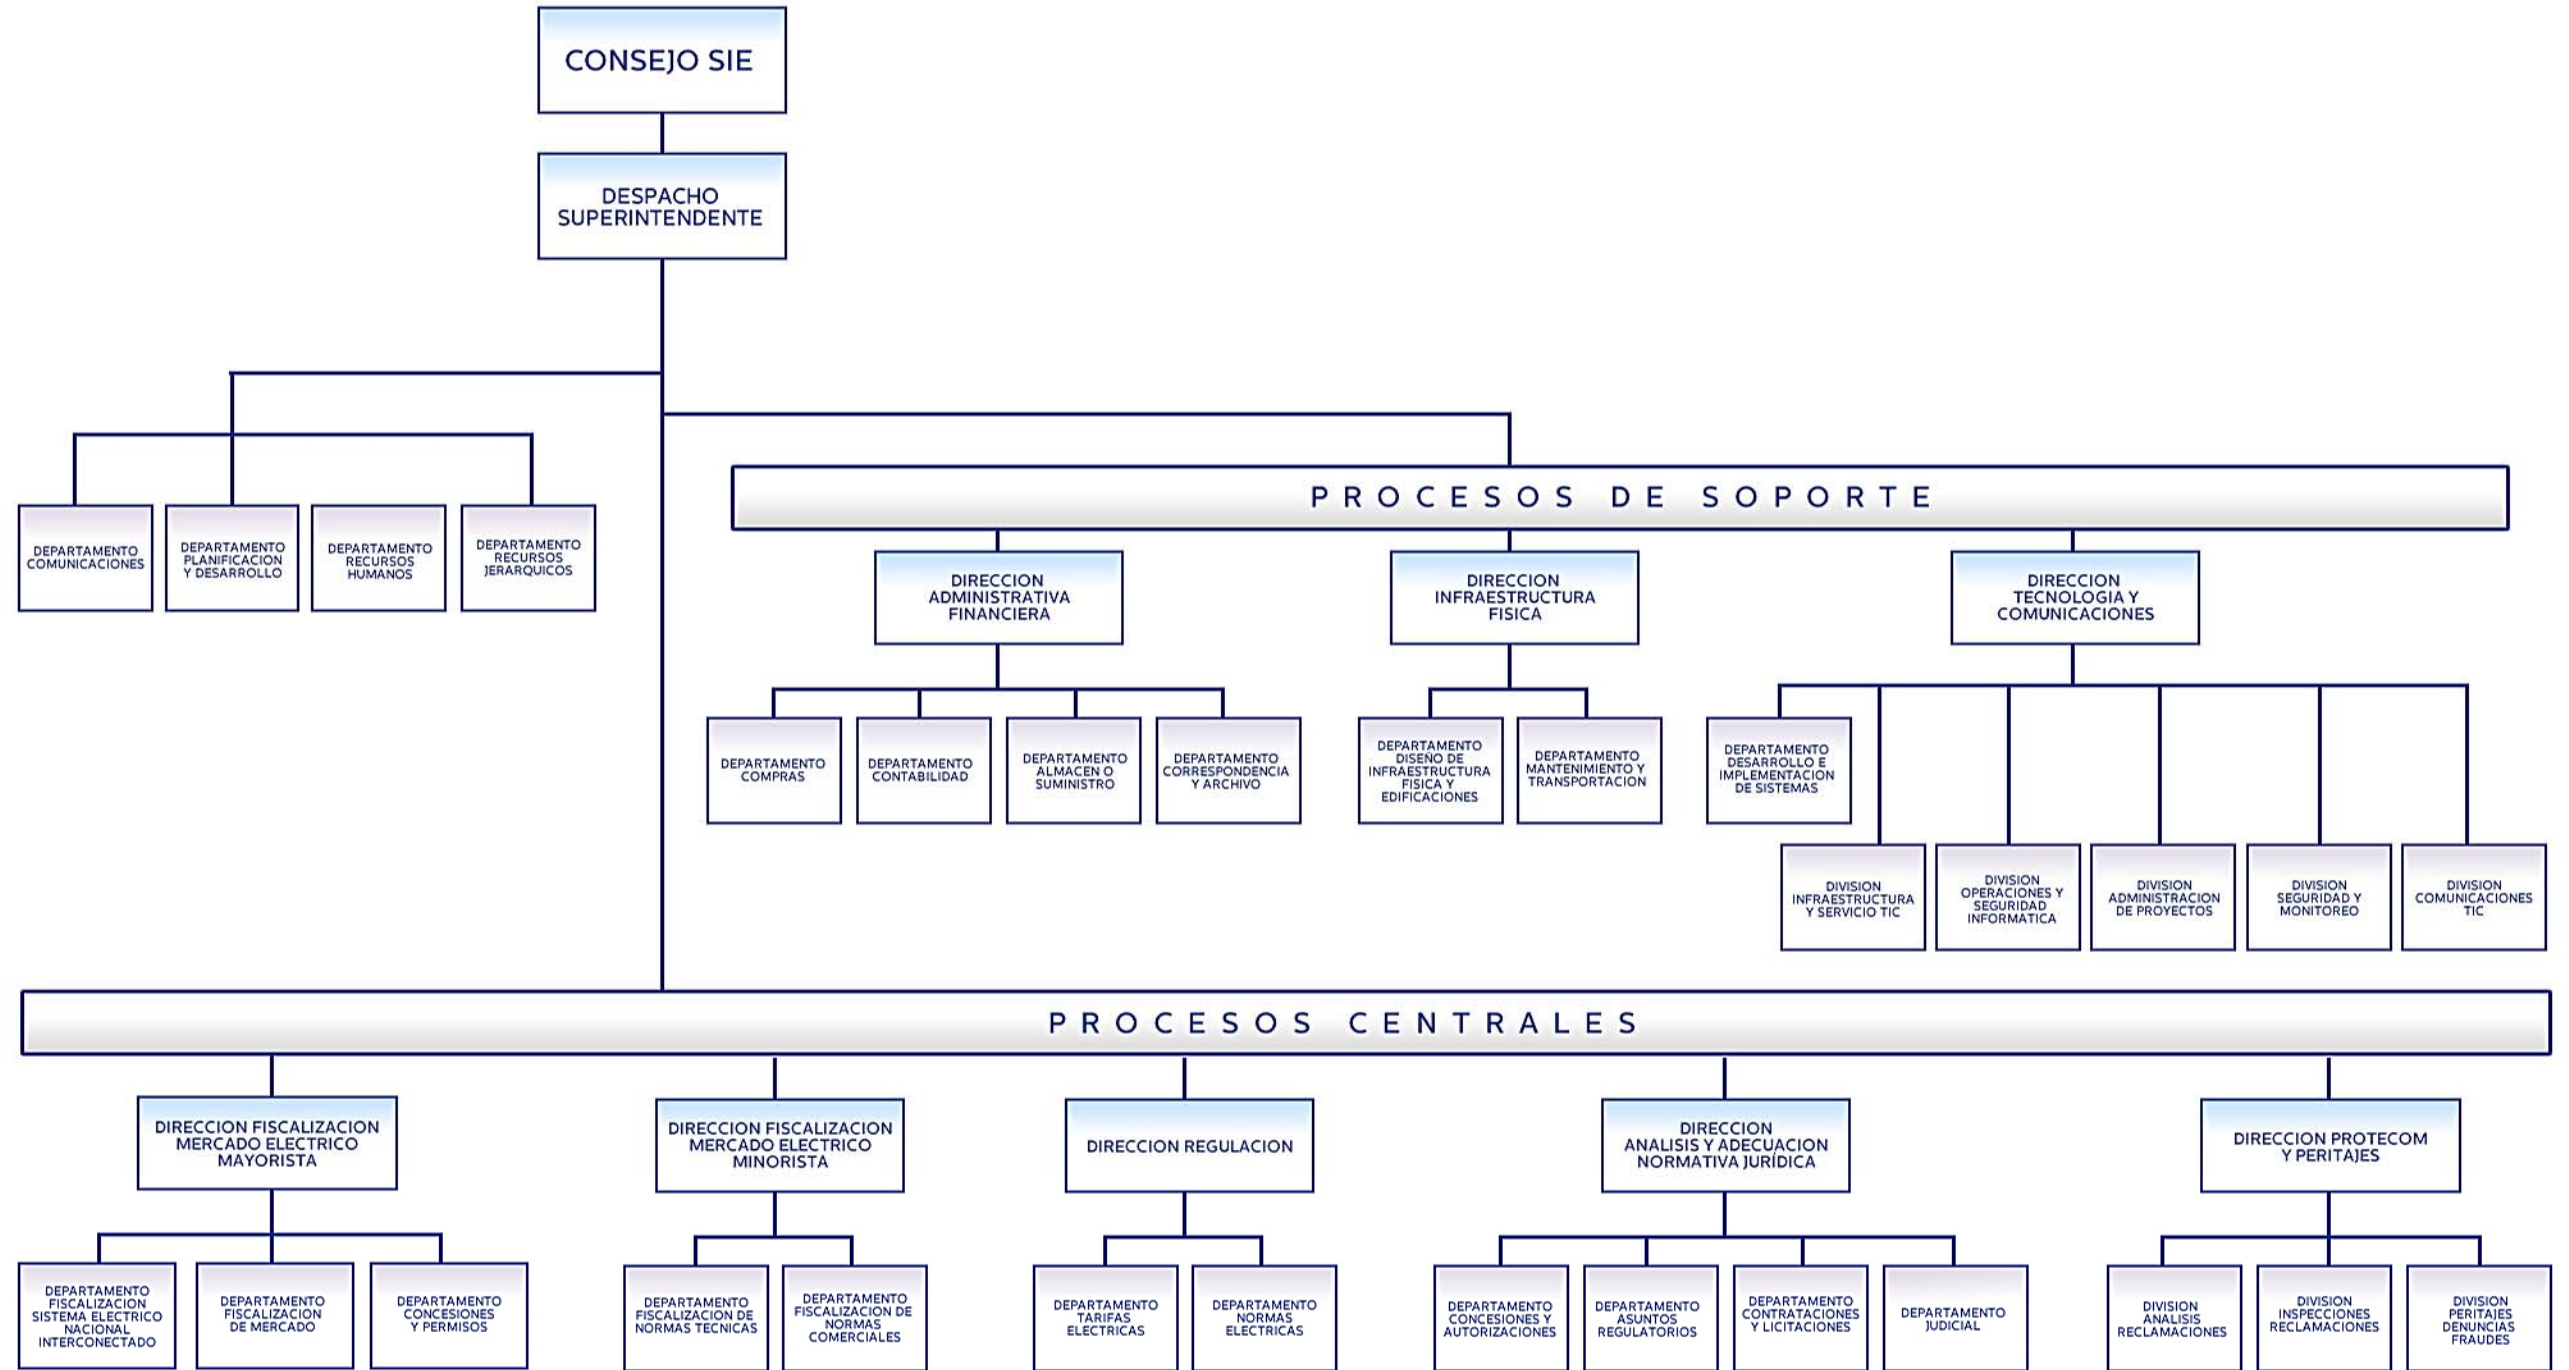 CONSEJO SIE
DESPACHO
SUPERINTENDENTE
DEPARTAMENTO
COMUNICACIONES
DEPARTAMENTO
PLANIFICACION
Y DESARROLLO
DEPARTAMENTO
RECURSOS
HUMANOS
DEPARTAMENTO
RECURSOS
JERARQUICOS
PROCESOS DE SOPORTE
DIRECCION
ADMINISTRATIVA
FINANCIERA
DIRECCION
INFRAESTRUCTURA
FISICA
DIRECCION
TECNOLOGIA Y
COMUNICACIONES
DEPARTAMENTO
COMPRAS
DEPARTAMENTO
CONTABILIDAD
DEPARTAMENTO
ALMACEN O
SUMINISTRO
DEPARTAMENTO
CORRESPONDENCIA
Y ARCHIVO
DEPARTAMENTO
DISEÑO DE
INFRAESTRUCTURA
FISICA Y
EDIFICACIONES
DEPARTAMENTO
MANTENIMIENTO Y
TRANSPORTACION
DEPARTAMENTO
DESARROLLO E
IMPLEMENTACION
DE SISTEMAS
DIVISION
INFRAESTRUCTURA
Y SERVICIO TIC
DIVISION
OPERACIONES Y
SEGURIDAD
INFORMATICA
DIVISION
ADMINISTRACION
DE PROYECTOS
DIVISION
SEGURIDAD Y
MONITOREO
DIVISION
COMUNICACIONES
TIC
PROCESOS CENTRALES
DIRECCION FISCALIZACION
MERCADO ELECTRICO
MAYORISTA
DIRECCION FISCALIZACION
MERCADO ELECTRICO
MINORISTA
DIRECCION REGULACION
DIRECCION
ANALISIS Y ADECUACION
NORMATIVA JURÍDICA
DIRECCION PROTECOM
Y PERITAJES
DEPARTAMENTO
FISCALIZACION
SISTEMA ELECTRICO
NACIONAL
INTERCONECTADO
DEPARTAMENTO
FISCALIZACION
DE MERCADO
DEPARTAMENTO
CONCESIONES
Y PERMISOS
DEPARTAMENTO
FISCALIZACION DE
NORMAS TECNICAS
DEPARTAMENTO
FISCALIZACION DE
NORMAS
COMERCIALES
DEPARTAMENTO
TARIFAS
ELECTRICAS
DEPARTAMENTO
NORMAS
ELECTRICAS
DEPARTAMENTO
CONCESIONES Y
AUTORIZACIONES
DEPARTAMENTO
ASUNTOS
REGULATORIOS
DEPARTAMENTO
CONTRATACIONES
Y LICITACIONES
DEPARTAMENTO
JUDICIAL
DIVISION
ANALISIS
RECLAMACIONES
DIVISION
INSPECCIONES
RECLAMACIONES
DIVISION
PERITAJES
DENUNCIAS
FRAUDES